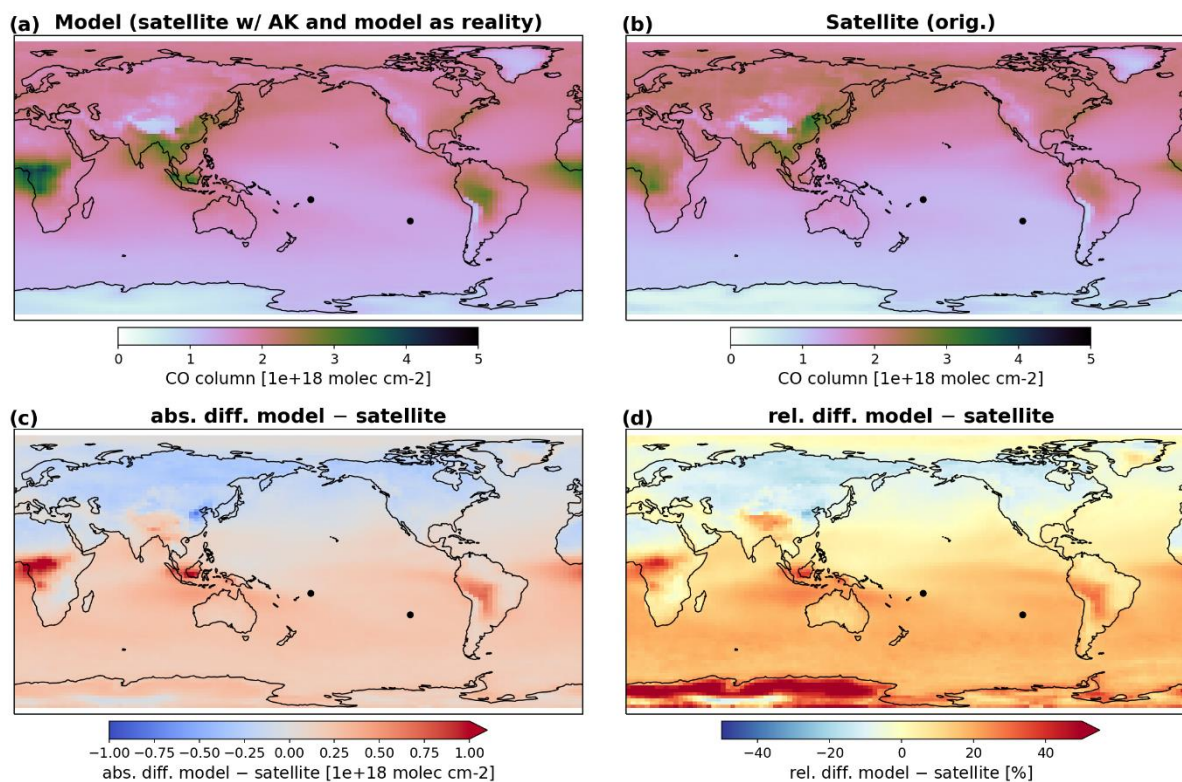 (a) Model (satellite w/ AK and model as reality)
(b) Satellite (orig.)
0 1 2 3 4 5
CO column [1e+18 molec cm-2]
0 1 2 3 4 5
CO column [1e+18 molec cm-2]
(c) abs. diff. model − satellite
(d) rel. diff. model − satellite
−1.00 −0.75 −0.50 −0.25 0.00 0.25 0.50 0.75 1.00
abs. diff. model − satellite [1e+18 molec cm-2]
−40 −20 0 20 40
rel. diff. model − satellite [%]